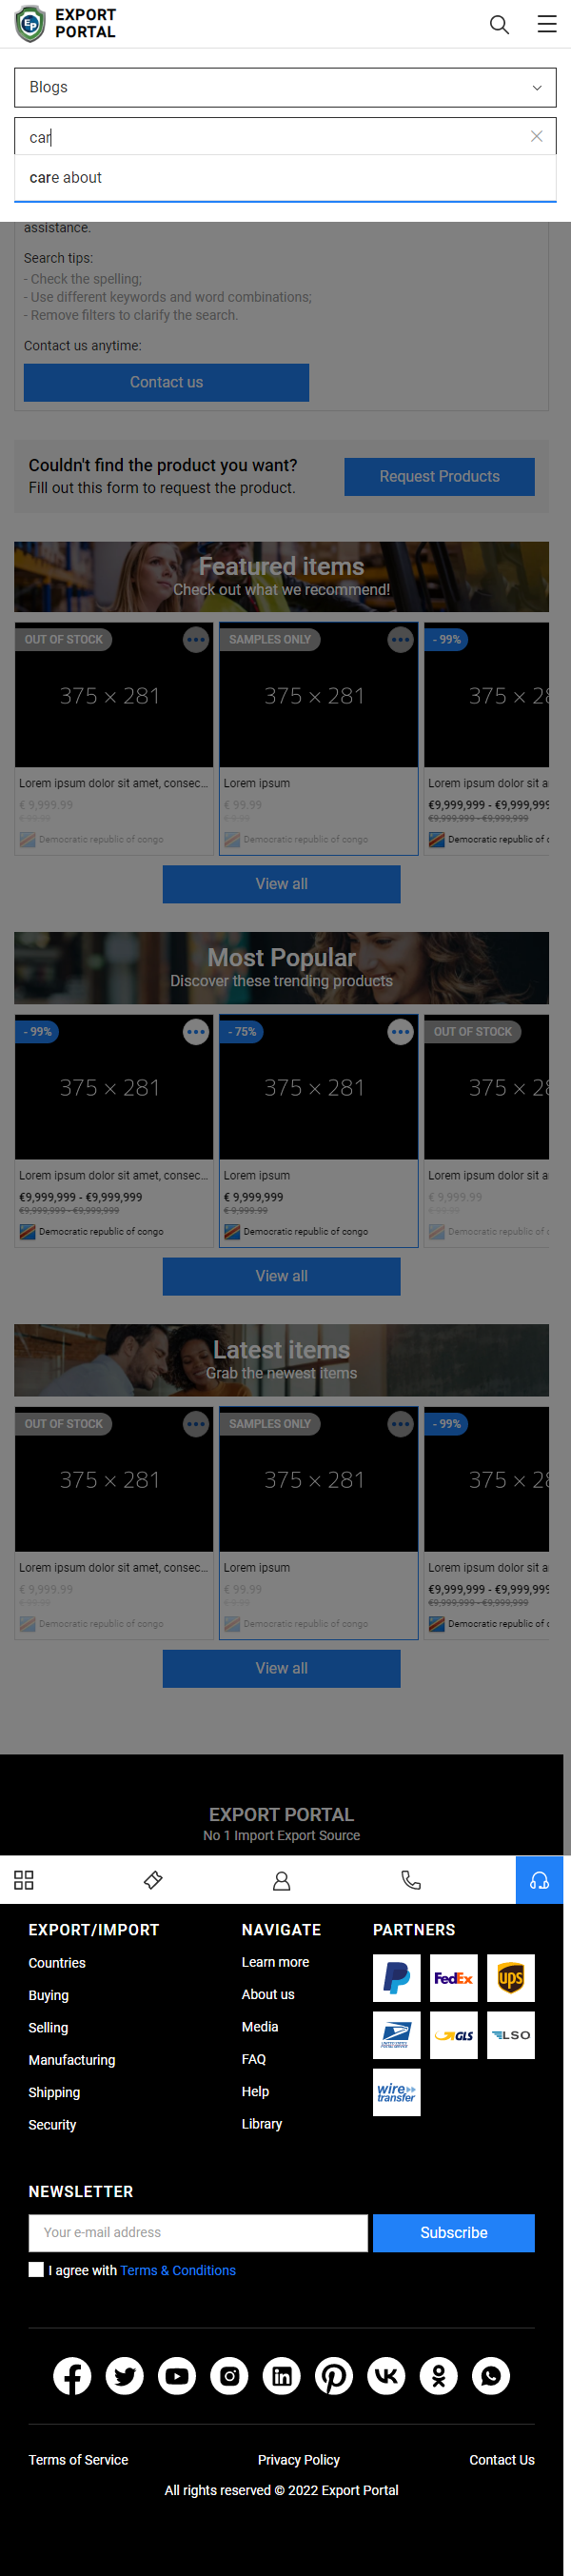 EXPORT
PORTAL
Blogs
car
care about
assistance.
Search tips:
- Check the spelling;
- Use different keywords and word combinations;
- Remove filters to clarify the search.
Contact us anytime:
Contact us
Couldn't find the product you want?
Fill out this form to request the product.
Request Products
Featured items
Check out what we recommend!
OUT OF STOCK
SAMPLES ONLY
- 99%
375 × 281
375 × 281
375 × 28
Lorem ipsum dolor sit amet, consec...
Lorem ipsum
Lorem ipsum dolor sit a
€ 9,999.99
€ 99.99
€9,999,999 - €9,999,999
€ 99.99
€ 9.99
€9,999,999 - €9,999,999
Democratic republic of congo
Democratic republic of congo
Democratic republic of c
View all
Most Popular
Discover these trending products
- 99%
- 75%
OUT OF STOCK
375 × 281
375 × 281
375 × 28
Lorem ipsum dolor sit amet, consec...
Lorem ipsum
Lorem ipsum dolor sit a
€9,999,999 - €9,999,999
€ 9,999,999
€ 9,999.99
€9,999,999 - €9,999,999
€ 9,999.99
€ 99.99
Democratic republic of congo
Democratic republic of congo
Democratic republic of c
View all
Latest items
Grab the newest items
OUT OF STOCK
SAMPLES ONLY
- 99%
375 × 281
375 × 281
375 × 28
Lorem ipsum dolor sit amet, consec...
Lorem ipsum
Lorem ipsum dolor sit a
€ 9,999.99
€ 99.99
€9,999,999 - €9,999,999
€ 99.99
€ 9.99
€9,999,999 - €9,999,999
Democratic republic of congo
Democratic republic of congo
Democratic republic of c
View all
EXPORT PORTAL
No 1 Import Export Source
EXPORT/IMPORT
Countries
Buying
Selling
Manufacturing
Shipping
Security
NAVIGATE
Learn more
About us
Media
FAQ
Help
Library
PARTNERS
FedEx
ups
UNITED STATES
POSTAL SERVICE
GLS
LSO
wire
transfer
NEWSLETTER
Your e-mail address
Subscribe
I agree with Terms & Conditions
Terms of Service
Privacy Policy
Contact Us
All rights reserved © 2022 Export Portal